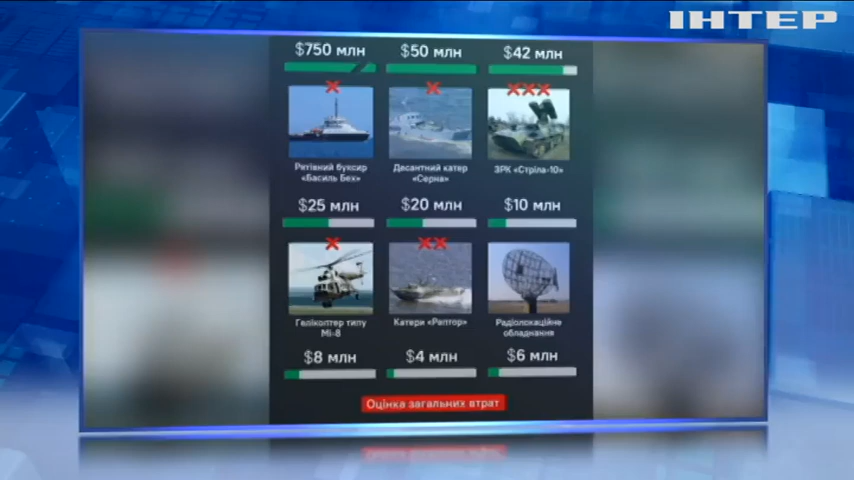 ІНТЕР
$750 млн
$50 млн
$42 млн
Рятівний буксир
«Василь Бех»
Десантний катер
«Серна»
ЗРК «Стріла-10»
$25 млн
$20 млн
$10 млн
Гелікоптер типу
Мі-8
Катери «Раптор»
Радіолокаційне
обладнання
$8 млн
$4 млн
$6 млн
Оцінка загальних втрат